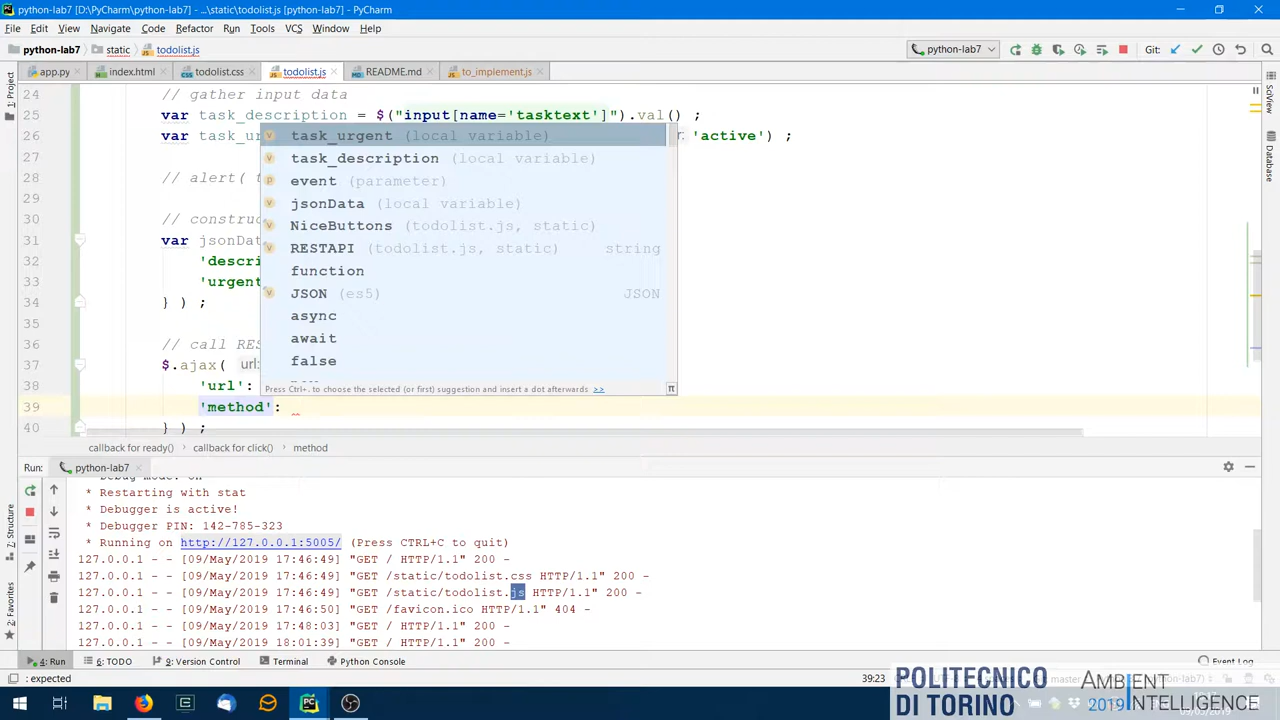 python-lab7 [D:\PyCharm\python-lab7] - ...\static\todolist.js [python-lab7] - PyCharm
File Edit View Navigate Code Refactor Run Tools VCS Window Help
python-lab7 static todolist.js python-lab7 Git:
app.py index.html todolist.css todolist.js README.md to_implement.js
24 // gather input data
25 var task_description = $("input[name='tasktext']").val() ;
26 var task_ur 'active') ;
27
28 // alert( t
29
30 // constru
31 var jsonDat
32 'descri
33 'urgent
34 } ) ;
35
36 // call RES
37 $.ajax( url:
38 'url':
39 'method':
40 } ) ;
task_urgent (local variable)
task_description (local variable)
event (parameter)
jsonData (local variable)
NiceButtons (todolist.js, static)
RESTAPI (todolist.js, static) string
function
JSON (es5) JSON
async
await
false
Press Ctrl+. to choose the selected (or first) suggestion and insert a dot afterwards >> π
callback for ready() callback for click() method
Run: python-lab7
* Debug mode: on
* Restarting with stat
* Debugger is active!
* Debugger PIN: 142-785-323
* Running on http://127.0.0.1:5005/ (Press CTRL+C to quit)
127.0.0.1 - - [09/May/2019 17:46:49] "GET / HTTP/1.1" 200 -
127.0.0.1 - - [09/May/2019 17:46:49] "GET /static/todolist.css HTTP/1.1" 200 -
127.0.0.1 - - [09/May/2019 17:46:49] "GET /static/todolist.js HTTP/1.1" 200 -
127.0.0.1 - - [09/May/2019 17:46:50] "GET /favicon.ico HTTP/1.1" 404 -
127.0.0.1 - - [09/May/2019 17:48:03] "GET / HTTP/1.1" 200 -
127.0.0.1 - - [09/May/2019 18:01:39] "GET / HTTP/1.1" 200 -
1: Project
7: Structure
2: Favorites
SciView
Database
4: Run 6: TODO 9: Version Control Terminal Python Console Event Log
: expected 39:23
POLITECNICO
DI TORINO
AMBIENT
2019 INTELLIGENCE